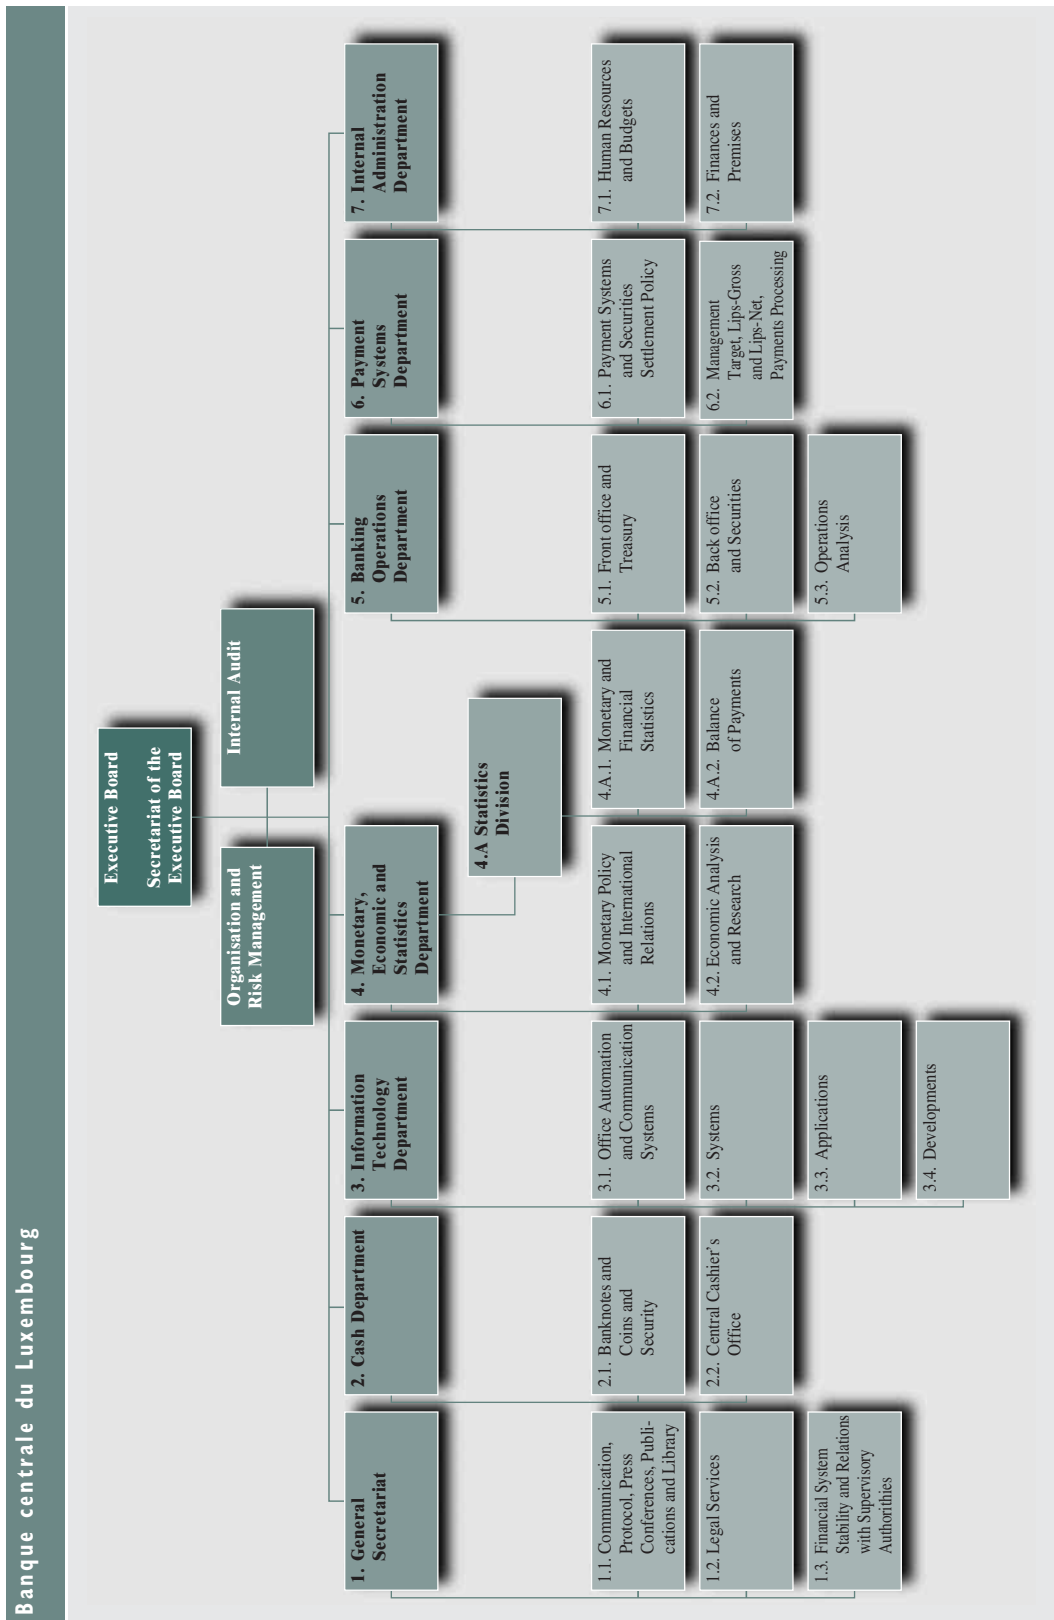 Banque centrale du Luxembourg
Executive Board
Secretariat of the
Executive Board
Organisation and
Risk Management
Internal Audit
1. General
Secretariat
2. Cash Department
3. Information
Technology
Department
4. Monetary,
Economic and
Statistics
Department
5. Banking
Operations
Department
6. Payment
Systems
Department
7. Internal
Administration
Department
4.A Statistics
Division
1.1. Communication,
Protocol, Press
Conferences, Publi-
cations and Library
2.1. Banknotes and
Coins and
Security
3.1. Office Automation
and Communication
Systems
4.1. Monetary Policy
and International
Relations
4.A.1. Monetary and
Financial
Statistics
5.1. Front office and
Treasury
6.1. Payment Systems
and Securities
Settlement Policy
7.1. Human Resources
and Budgets
1.2. Legal Services
2.2. Central Cashier's
Office
3.2. Systems
4.2. Economic Analysis
and Research
4.A.2. Balance
of Payments
5.2. Back office
and Securities
6.2. Management
Target, Lips-Gross
and Lips-Net,
Payments Processing
7.2. Finances and
Premises
1.3. Financial System
Stability and Relations
with Supervisory
Authorithies
3.3. Applications
5.3. Operations
Analysis
3.4. Developments